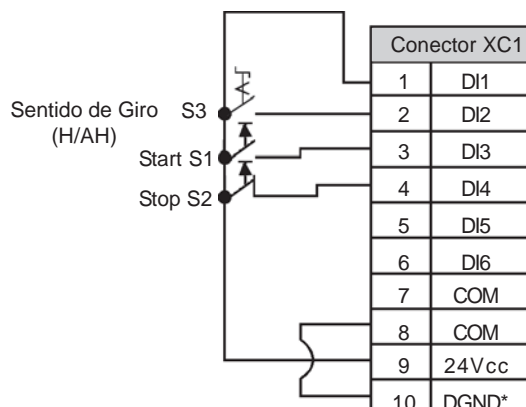 Conector XC1
1 DI1
Sentido de Giro S3 2 DI2
(H/AH)
Start S1 3 DI3
Stop S2 4 DI4
5 DI5
6 DI6
7 COM
8 COM
9 24Vcc
10 DGND*